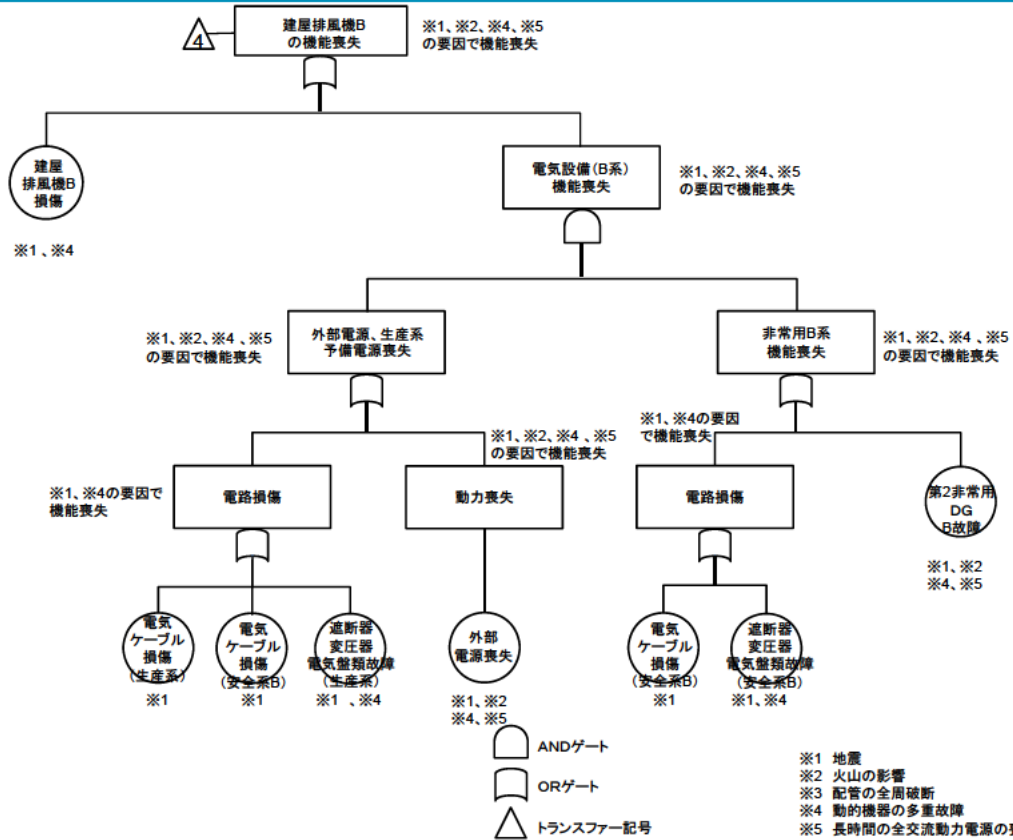 4
建屋排風機B
の機能喪失
※1、※2、※4、※5
の要因で機能喪失
建屋
排風機B
損傷
※1、※4
電気設備(B系)
機能喪失
※1、※2、※4、※5
の要因で機能喪失
※1、※2、※4、※5
の要因で機能喪失
外部電源、生産系
予備電源喪失
非常用B系
機能喪失
※1、※2、※4、※5
の要因で機能喪失
※1、※4の要因で
機能喪失
電路損傷
※1、※2、※4、※5
の要因で機能喪失
動力喪失
※1、※4の要因
で機能喪失
電路損傷
第2非常用
DG
B故障
※1、※2
※4、※5
電気
ケーブル
損傷
(生産系)
※1
電気
ケーブル
損傷
(安全系B)
※1
遮断器
変圧器
電気盤類故障
(生産系)
※1、※4
外部
電源喪失
※1、※2
※4、※5
電気
ケーブル
損傷
(安全系B)
※1
遮断器
変圧器
電気盤類故障
(安全系B)
※1、※4
ANDゲート
ORゲート
トランスファー記号
※1 地震
※2 火山の影響
※3 配管の全周破断
※4 動的機器の多重故障
※5 長時間の全交流動力電源の